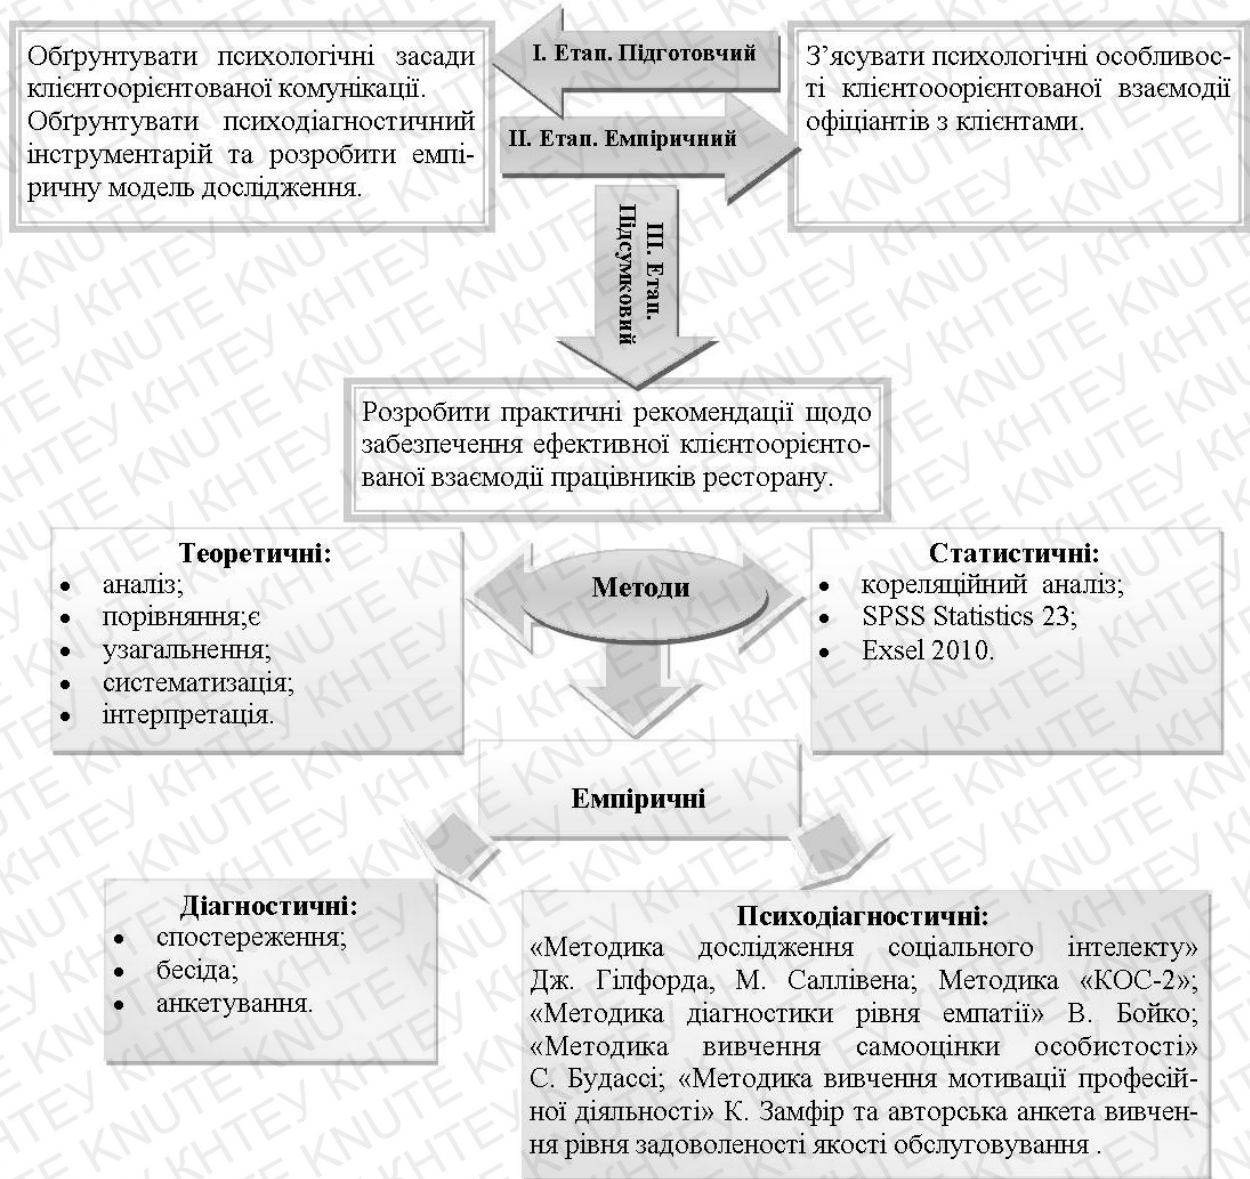 Обґрунтувати психологічні засади
клієнтоорієнтованої комунікації.
Обґрунтувати психодіагностичний
інструментарій та розробити емпі-
ричну модель дослідження.
І. Етап. Підготовчий
ІІ. Етап. Емпіричний
З’ясувати психологічні особливос-
ті клієнтооорієнтованої взаємодії
офіціантів з клієнтами.
ІІІ. Етап.
Підсумковий
Розробити практичні рекомендації щодо
забезпечення ефективної клієнтоорієнто-
ваної взаємодії працівників ресторану.
Теоретичні:
• аналіз;
• порівняння;є
• узагальнення;
• систематизація;
• інтерпретація.
Методи
Статистичні:
• кореляційний аналіз;
• SPSS Statistics 23;
• Exsel 2010.
Емпіричні
Діагностичні:
• спостереження;
• бесіда;
• анкетування.
Психодіагностичні:
«Методика дослідження соціального інтелекту»
Дж. Гілфорда, М. Саллівена; Методика «КОС-2»;
«Методика діагностики рівня емпатії» В. Бойко;
«Методика вивчення самооцінки особистості»
С. Будассі; «Методика вивчення мотивації професій-
ної діяльності» К. Замфір та авторська анкета вивчен-
ня рівня задоволеності якості обслуговування .